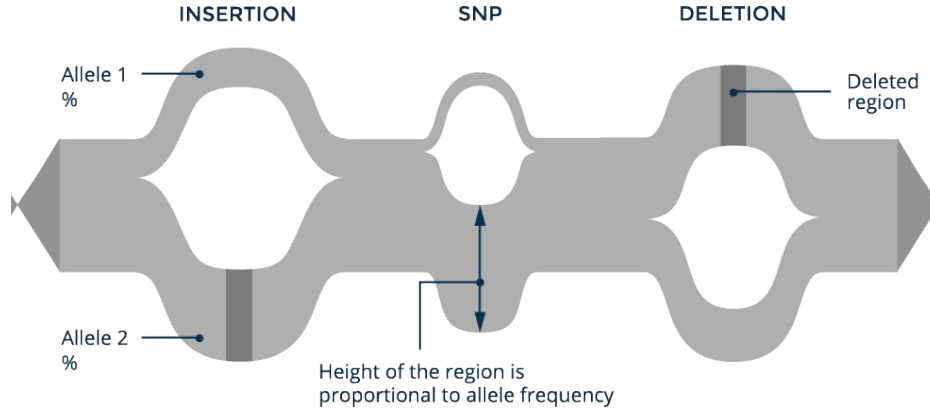 INSERTION
SNP
DELETION
Allele 1
%
Deleted
region
Allele 2
%
Height of the region is
proportional to allele frequency